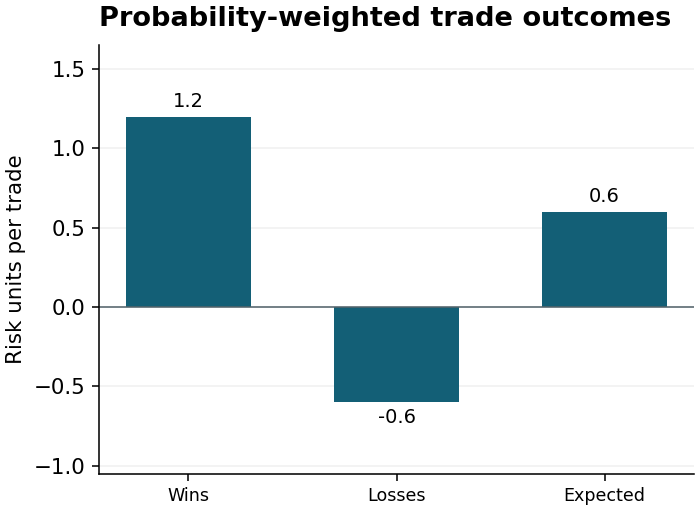 Probability-weighted trade outcomes
Risk units per trade
1.5
1.0
0.5
0.0
−0.5
−1.0
1.2
-0.6
0.6
Wins
Losses
Expected